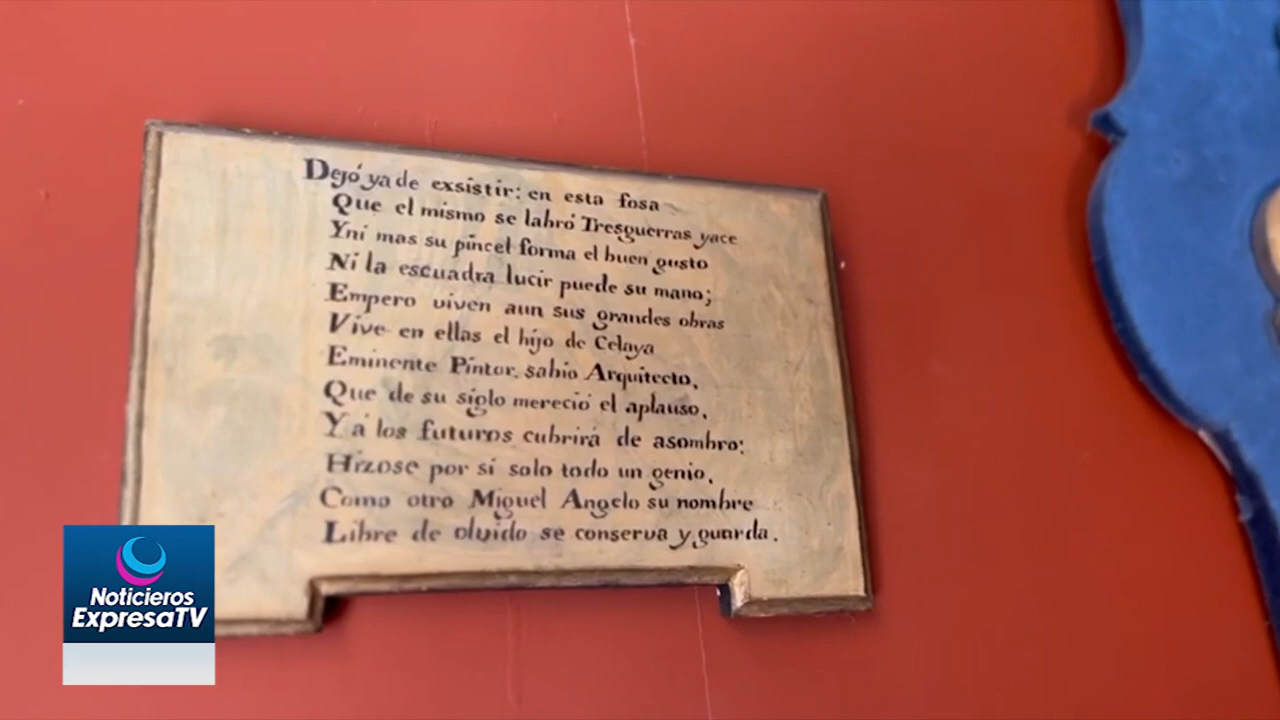 Dejó ya de exsistir: en esta fosa
Que el mismo se labró Tresguerras yace
Y ni mas su pincel forma el buen gusto
Ni la escuadra lucir puede su mano;
Empero viven aun sus grandes obras
Vive en ellas el hijo de Celaya
Eminente Pintor, sabio Arquitecto,
Que de su siglo mereció el aplauso,
Y a los futuros cubrirá de asombro:
Hizose por si solo todo un genio,
Como otro Miguel Angelo su nombre
Libre de olvido se conserva y guarda.
Noticieros
ExpresaTV